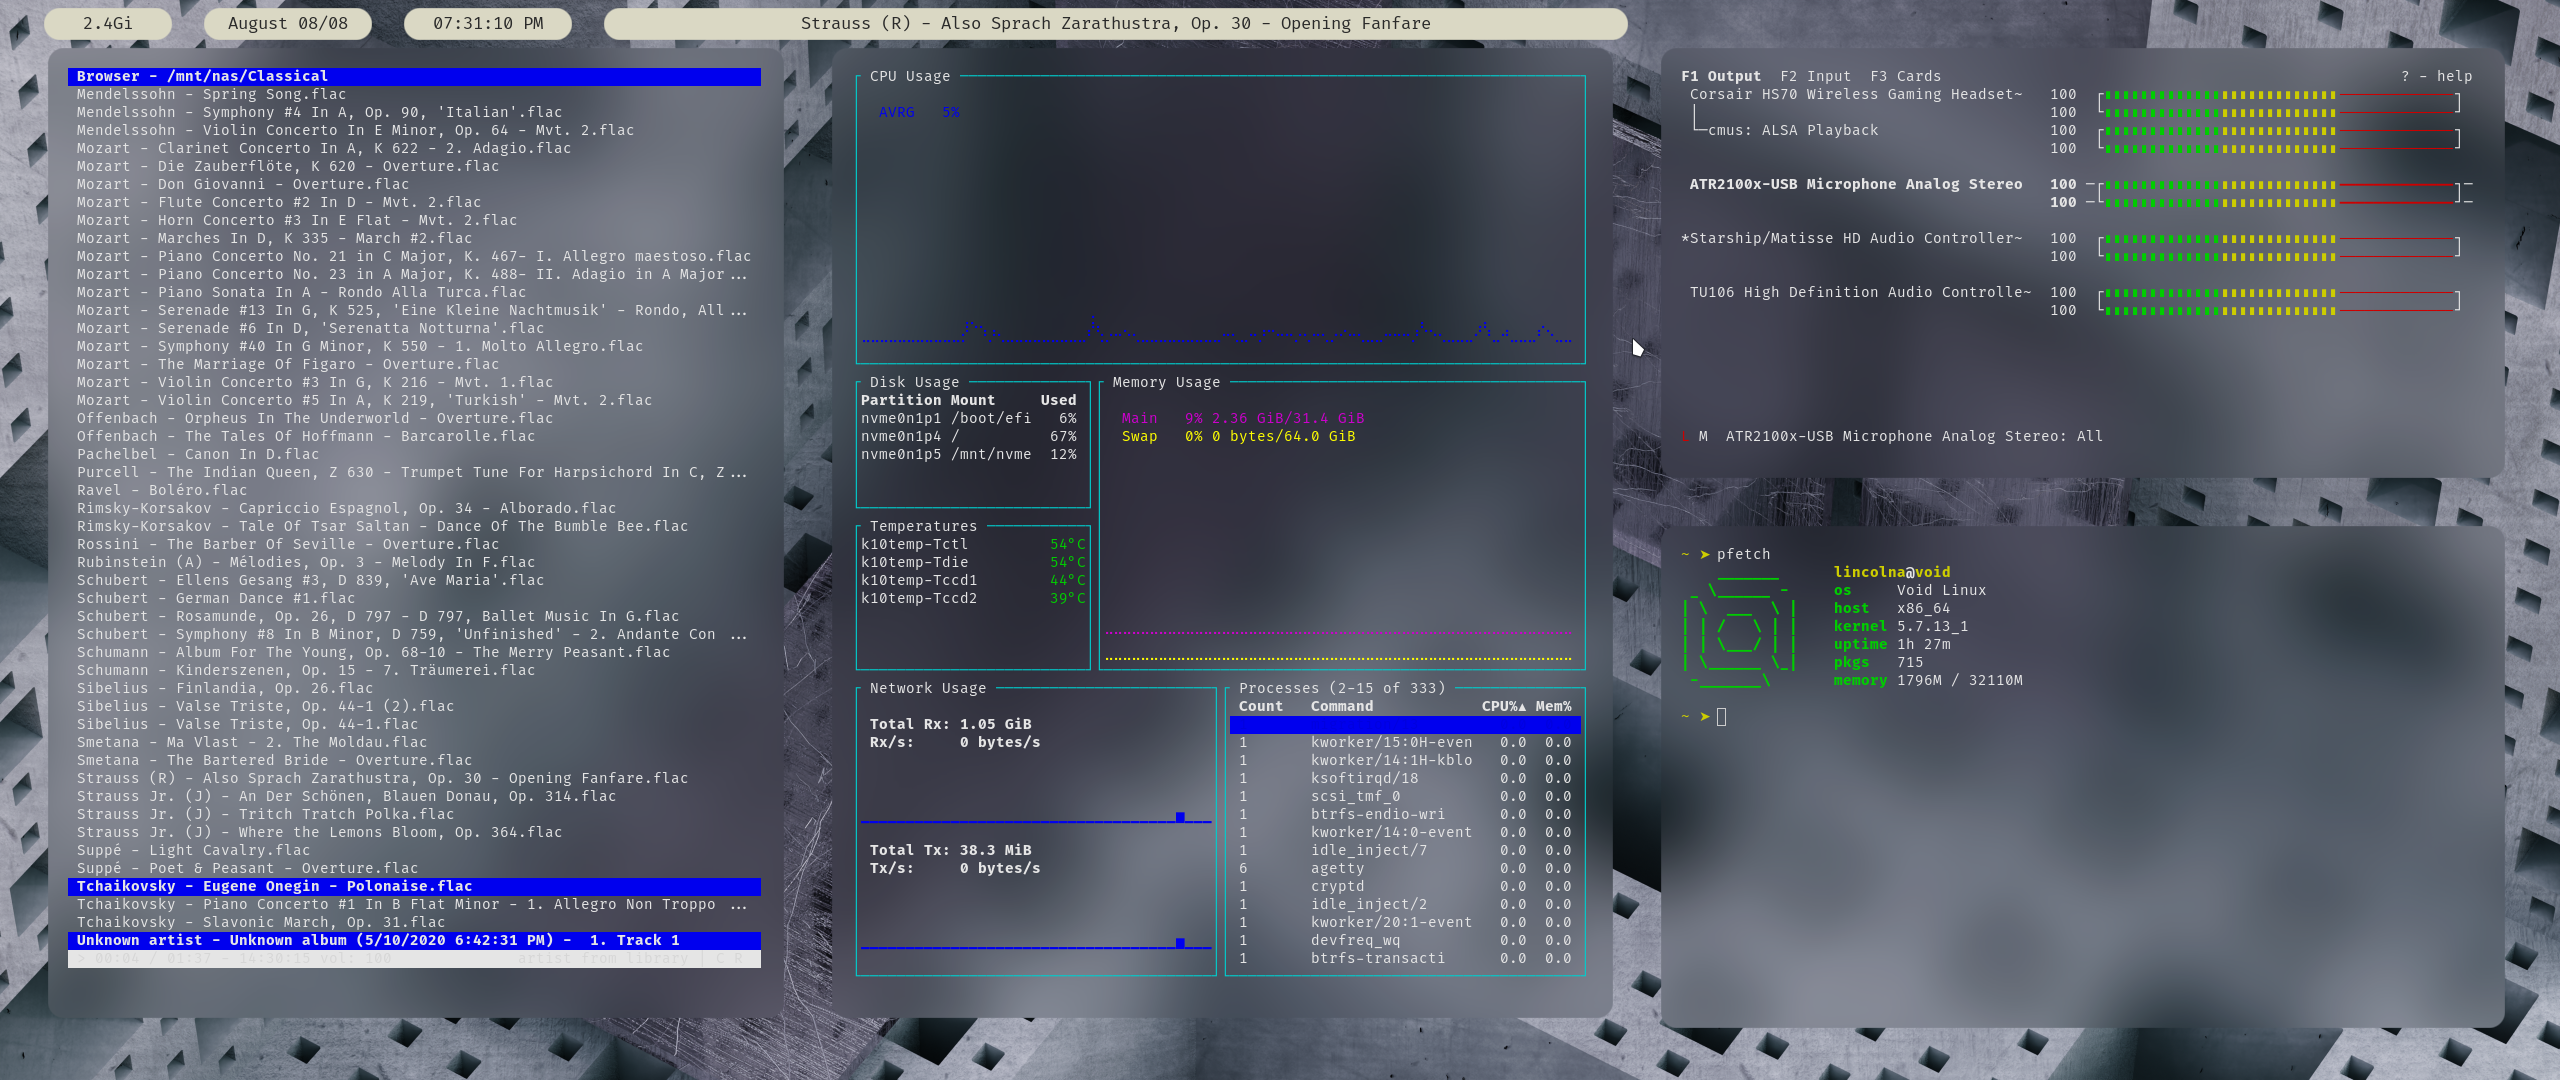 2.4Gi
August 08/08
07:31:10 PM
Strauss (R) - Also Sprach Zarathustra, Op. 30 - Opening Fanfare
Browser - /mnt/nas/Classical
Mendelssohn - Spring Song.flac
Mendelssohn - Symphony #4 In A, Op. 90, 'Italian'.flac
Mendelssohn - Violin Concerto In E Minor, Op. 64 - Mvt. 2.flac
Mozart - Clarinet Concerto In A, K 622 - 2. Adagio.flac
Mozart - Die Zauberflöte, K 620 - Overture.flac
Mozart - Don Giovanni - Overture.flac
Mozart - Flute Concerto #2 In D - Mvt. 2.flac
Mozart - Horn Concerto #3 In E Flat - Mvt. 2.flac
Mozart - Marches In D, K 335 - March #2.flac
Mozart - Piano Concerto No. 21 in C Major, K. 467- I. Allegro maestoso.flac
Mozart - Piano Concerto No. 23 in A Major, K. 488- II. Adagio in A Major...
Mozart - Piano Sonata In A - Rondo Alla Turca.flac
Mozart - Serenade #13 In G, K 525, 'Eine Kleine Nachtmusik' - Rondo, All...
Mozart - Serenade #6 In D, 'Serenatta Notturna'.flac
Mozart - Symphony #40 In G Minor, K 550 - 1. Molto Allegro.flac
Mozart - The Marriage Of Figaro - Overture.flac
Mozart - Violin Concerto #3 In G, K 216 - Mvt. 1.flac
Mozart - Violin Concerto #5 In A, K 219, 'Turkish' - Mvt. 2.flac
Offenbach - Orpheus In The Underworld - Overture.flac
Offenbach - The Tales Of Hoffmann - Barcarolle.flac
Pachelbel - Canon In D.flac
Purcell - The Indian Queen, Z 630 - Trumpet Tune For Harpsichord In C, Z...
Ravel - Boléro.flac
Rimsky-Korsakov - Capriccio Espagnol, Op. 34 - Alborado.flac
Rimsky-Korsakov - Tale Of Tsar Saltan - Dance Of The Bumble Bee.flac
Rossini - The Barber Of Seville - Overture.flac
Rubinstein (A) - Mélodies, Op. 3 - Melody In F.flac
Schubert - Ellens Gesang #3, D 839, 'Ave Maria'.flac
Schubert - German Dance #1.flac
Schubert - Rosamunde, Op. 26, D 797 - D 797, Ballet Music In G.flac
Schubert - Symphony #8 In B Minor, D 759, 'Unfinished' - 2. Andante Con ...
Schumann - Album For The Young, Op. 68-10 - The Merry Peasant.flac
Schumann - Kinderszenen, Op. 15 - 7. Träumerei.flac
Sibelius - Finlandia, Op. 26.flac
Sibelius - Valse Triste, Op. 44-1 (2).flac
Sibelius - Valse Triste, Op. 44-1.flac
Smetana - Ma Vlast - 2. The Moldau.flac
Smetana - The Bartered Bride - Overture.flac
Strauss (R) - Also Sprach Zarathustra, Op. 30 - Opening Fanfare.flac
Strauss Jr. (J) - An Der Schönen, Blauen Donau, Op. 314.flac
Strauss Jr. (J) - Tritch Tratch Polka.flac
Strauss Jr. (J) - Where the Lemons Bloom, Op. 364.flac
Suppé - Light Cavalry.flac
Suppé - Poet & Peasant - Overture.flac
Tchaikovsky - Eugene Onegin - Polonaise.flac
Tchaikovsky - Piano Concerto #1 In B Flat Minor - 1. Allegro Non Troppo ...
Tchaikovsky - Slavonic March, Op. 31.flac
Unknown artist - Unknown album (5/10/2020 6:42:31 PM) -  1. Track 1
> 00:04 / 01:37 - 14:30:15 vol: 100 artist from library | C R
CPU Usage
AVRG 5%
Disk Usage
Partition Mount Used
nvme0n1p1 /boot/efi 6%
nvme0n1p4 / 67%
nvme0n1p5 /mnt/nvme 12%
Memory Usage
Main 9% 2.36 GiB/31.4 GiB
Swap 0% 0 bytes/64.0 GiB
Temperatures
k10temp-Tctl 54°C
k10temp-Tdie 54°C
k10temp-Tccd1 44°C
k10temp-Tccd2 39°C
Network Usage
Total Rx: 1.05 GiB
Rx/s: 0 bytes/s
Total Tx: 38.3 MiB
Tx/s: 0 bytes/s
Processes (2-15 of 333)
Count Command CPU%▲ Mem%
1 kworker/15:0H-even 0.0 0.0
1 kworker/14:1H-kblo 0.0 0.0
1 ksoftirqd/18 0.0 0.0
1 scsi_tmf_0 0.0 0.0
1 btrfs-endio-wri 0.0 0.0
1 kworker/14:0-event 0.0 0.0
1 idle_inject/7 0.0 0.0
6 agetty 0.0 0.0
1 cryptd 0.0 0.0
1 idle_inject/2 0.0 0.0
1 kworker/20:1-event 0.0 0.0
1 devfreq_wq 0.0 0.0
1 btrfs-transacti 0.0 0.0
F1 Output F2 Input F3 Cards ? - help
Corsair HS70 Wireless Gaming Headset~ 100
100
cmus: ALSA Playback 100
100
ATR2100x-USB Microphone Analog Stereo 100
100
*Starship/Matisse HD Audio Controller~ 100
100
TU106 High Definition Audio Controlle~ 100
100
M ATR2100x-USB Microphone Analog Stereo: All
~ ➤ pfetch
lincolna@void
os Void Linux
host x86_64
kernel 5.7.13_1
uptime 1h 27m
pkgs 715
memory 1796M / 32110M
~ ➤